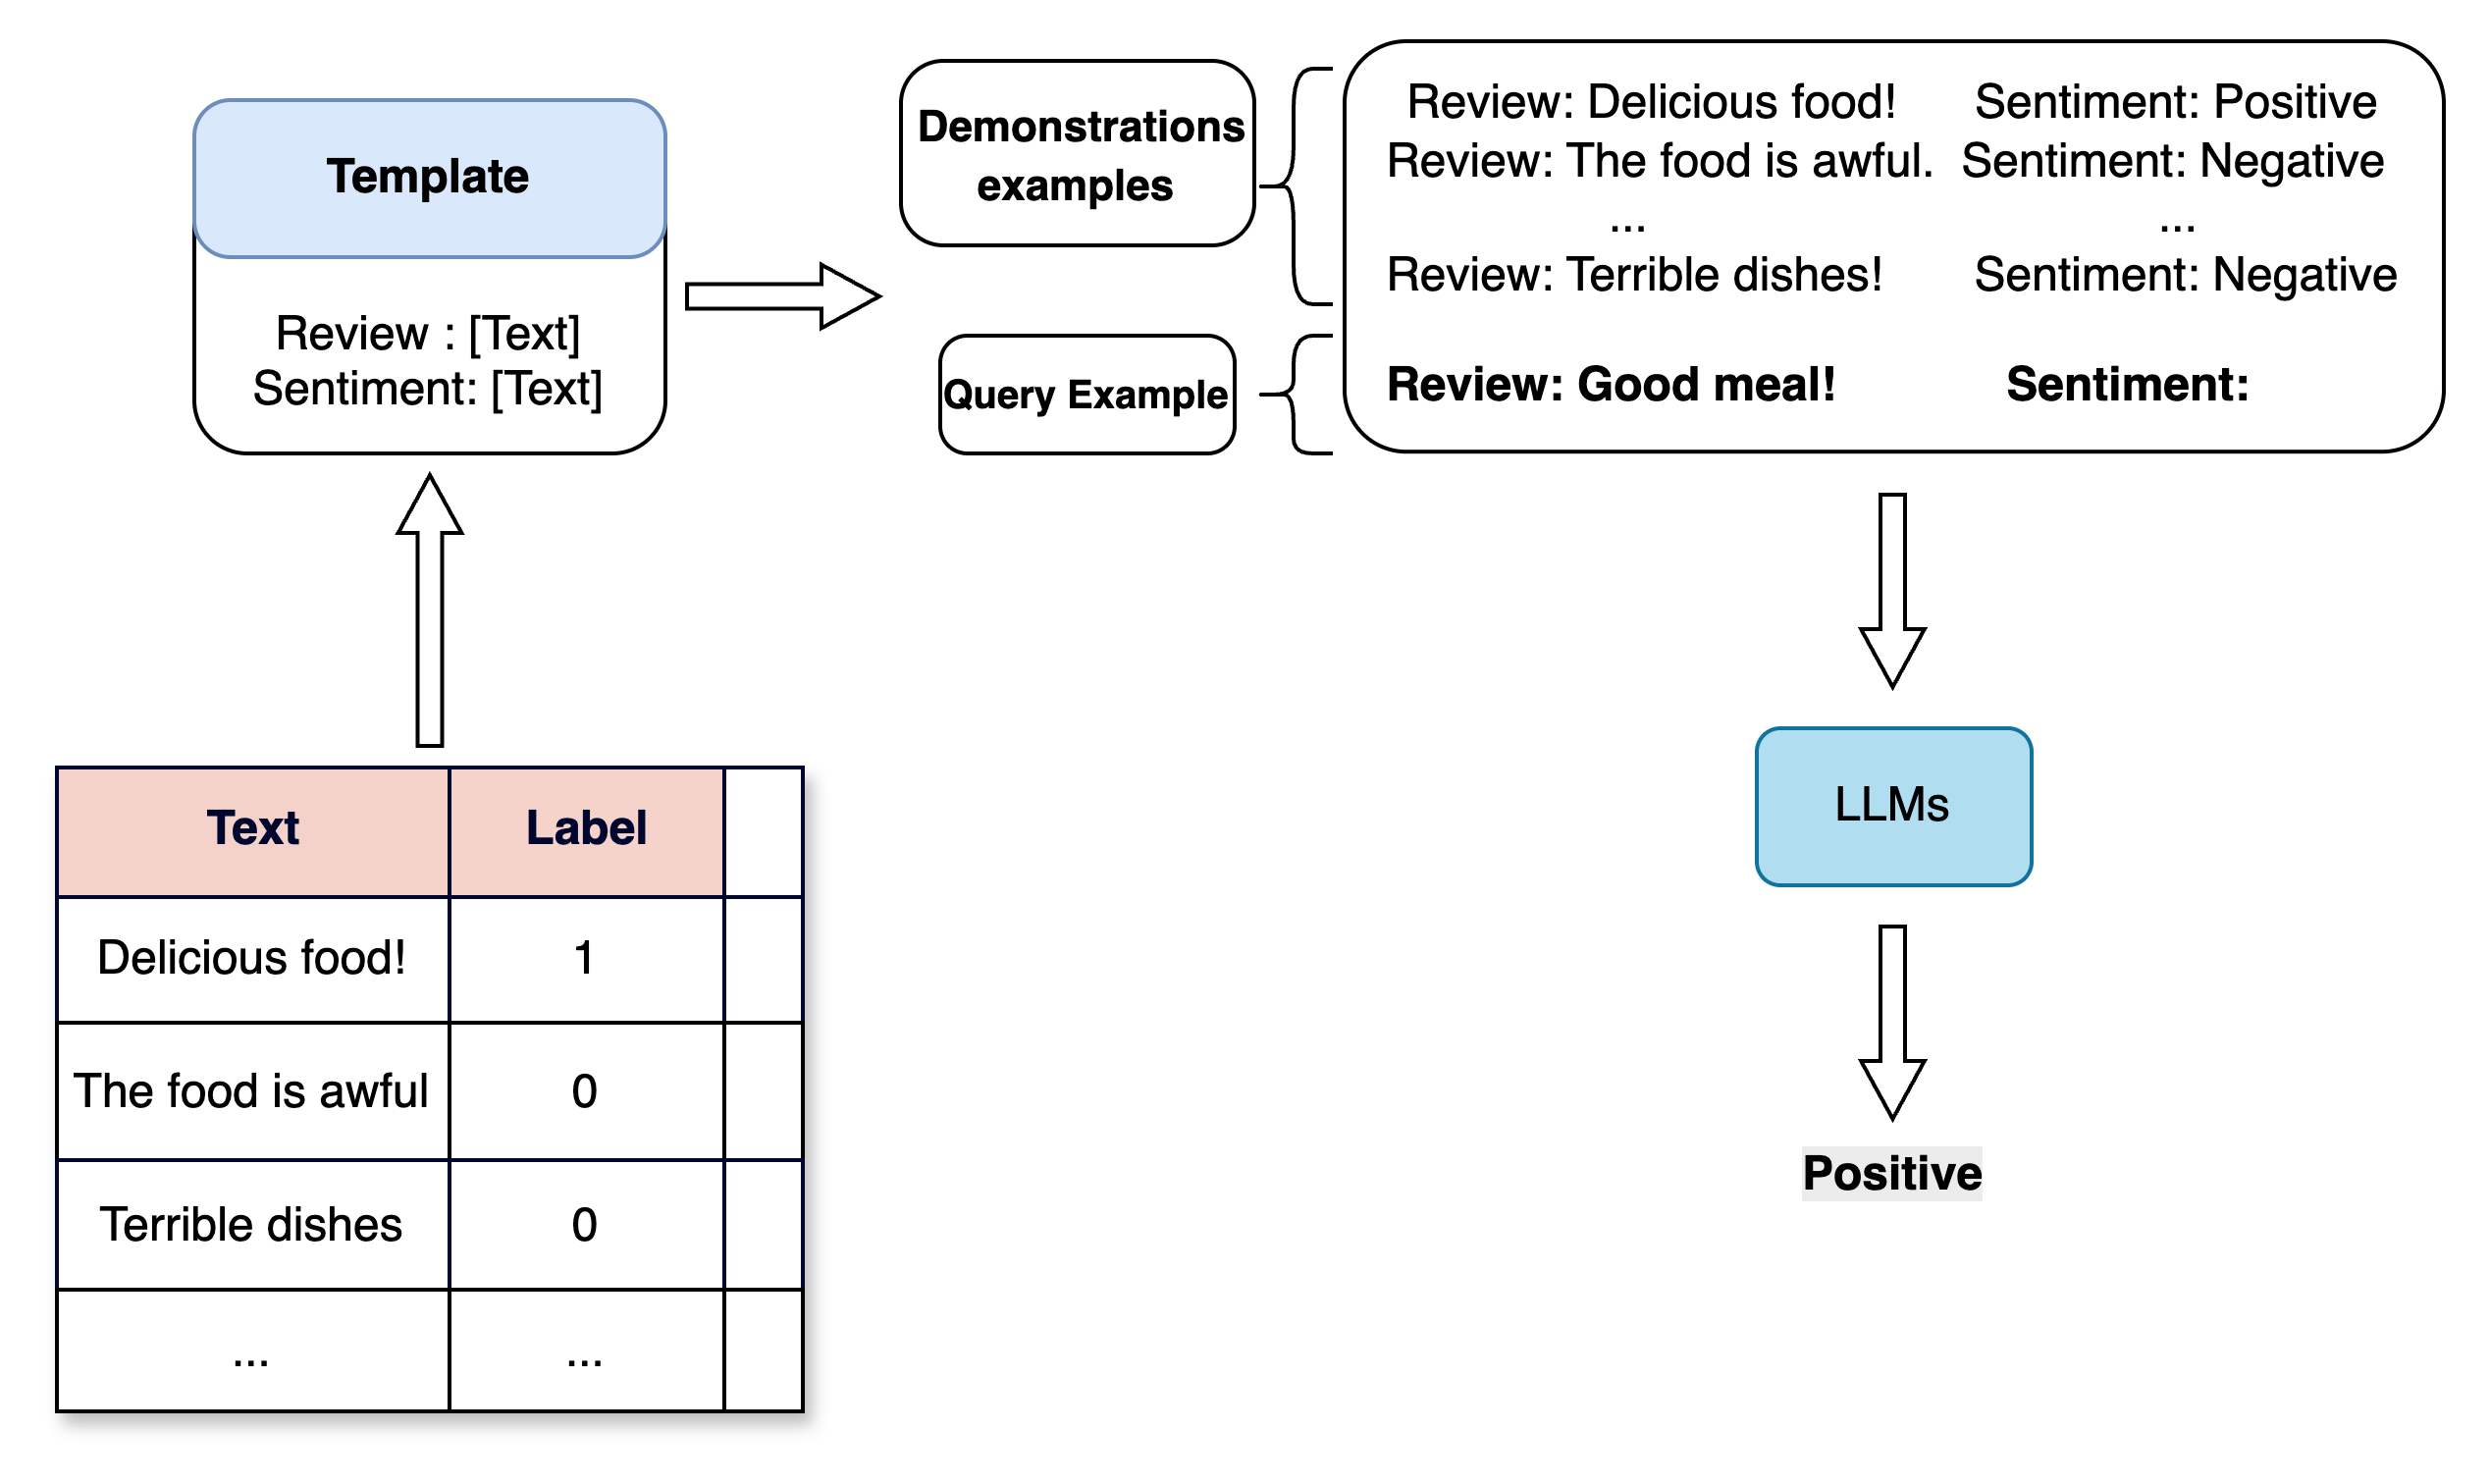 Template
Review : [Text]
Sentiment: [Text]
Demonstrations
examples
Query Example
Review: Delicious food! Sentiment: Positive
Review: The food is awful. Sentiment: Negative
... ...
Review: Terrible dishes! Sentiment: Negative
Review: Good meal! Sentiment:
LLMs
Positive
Text Label
Delicious food! 1
The food is awful 0
Terrible dishes 0
... ...